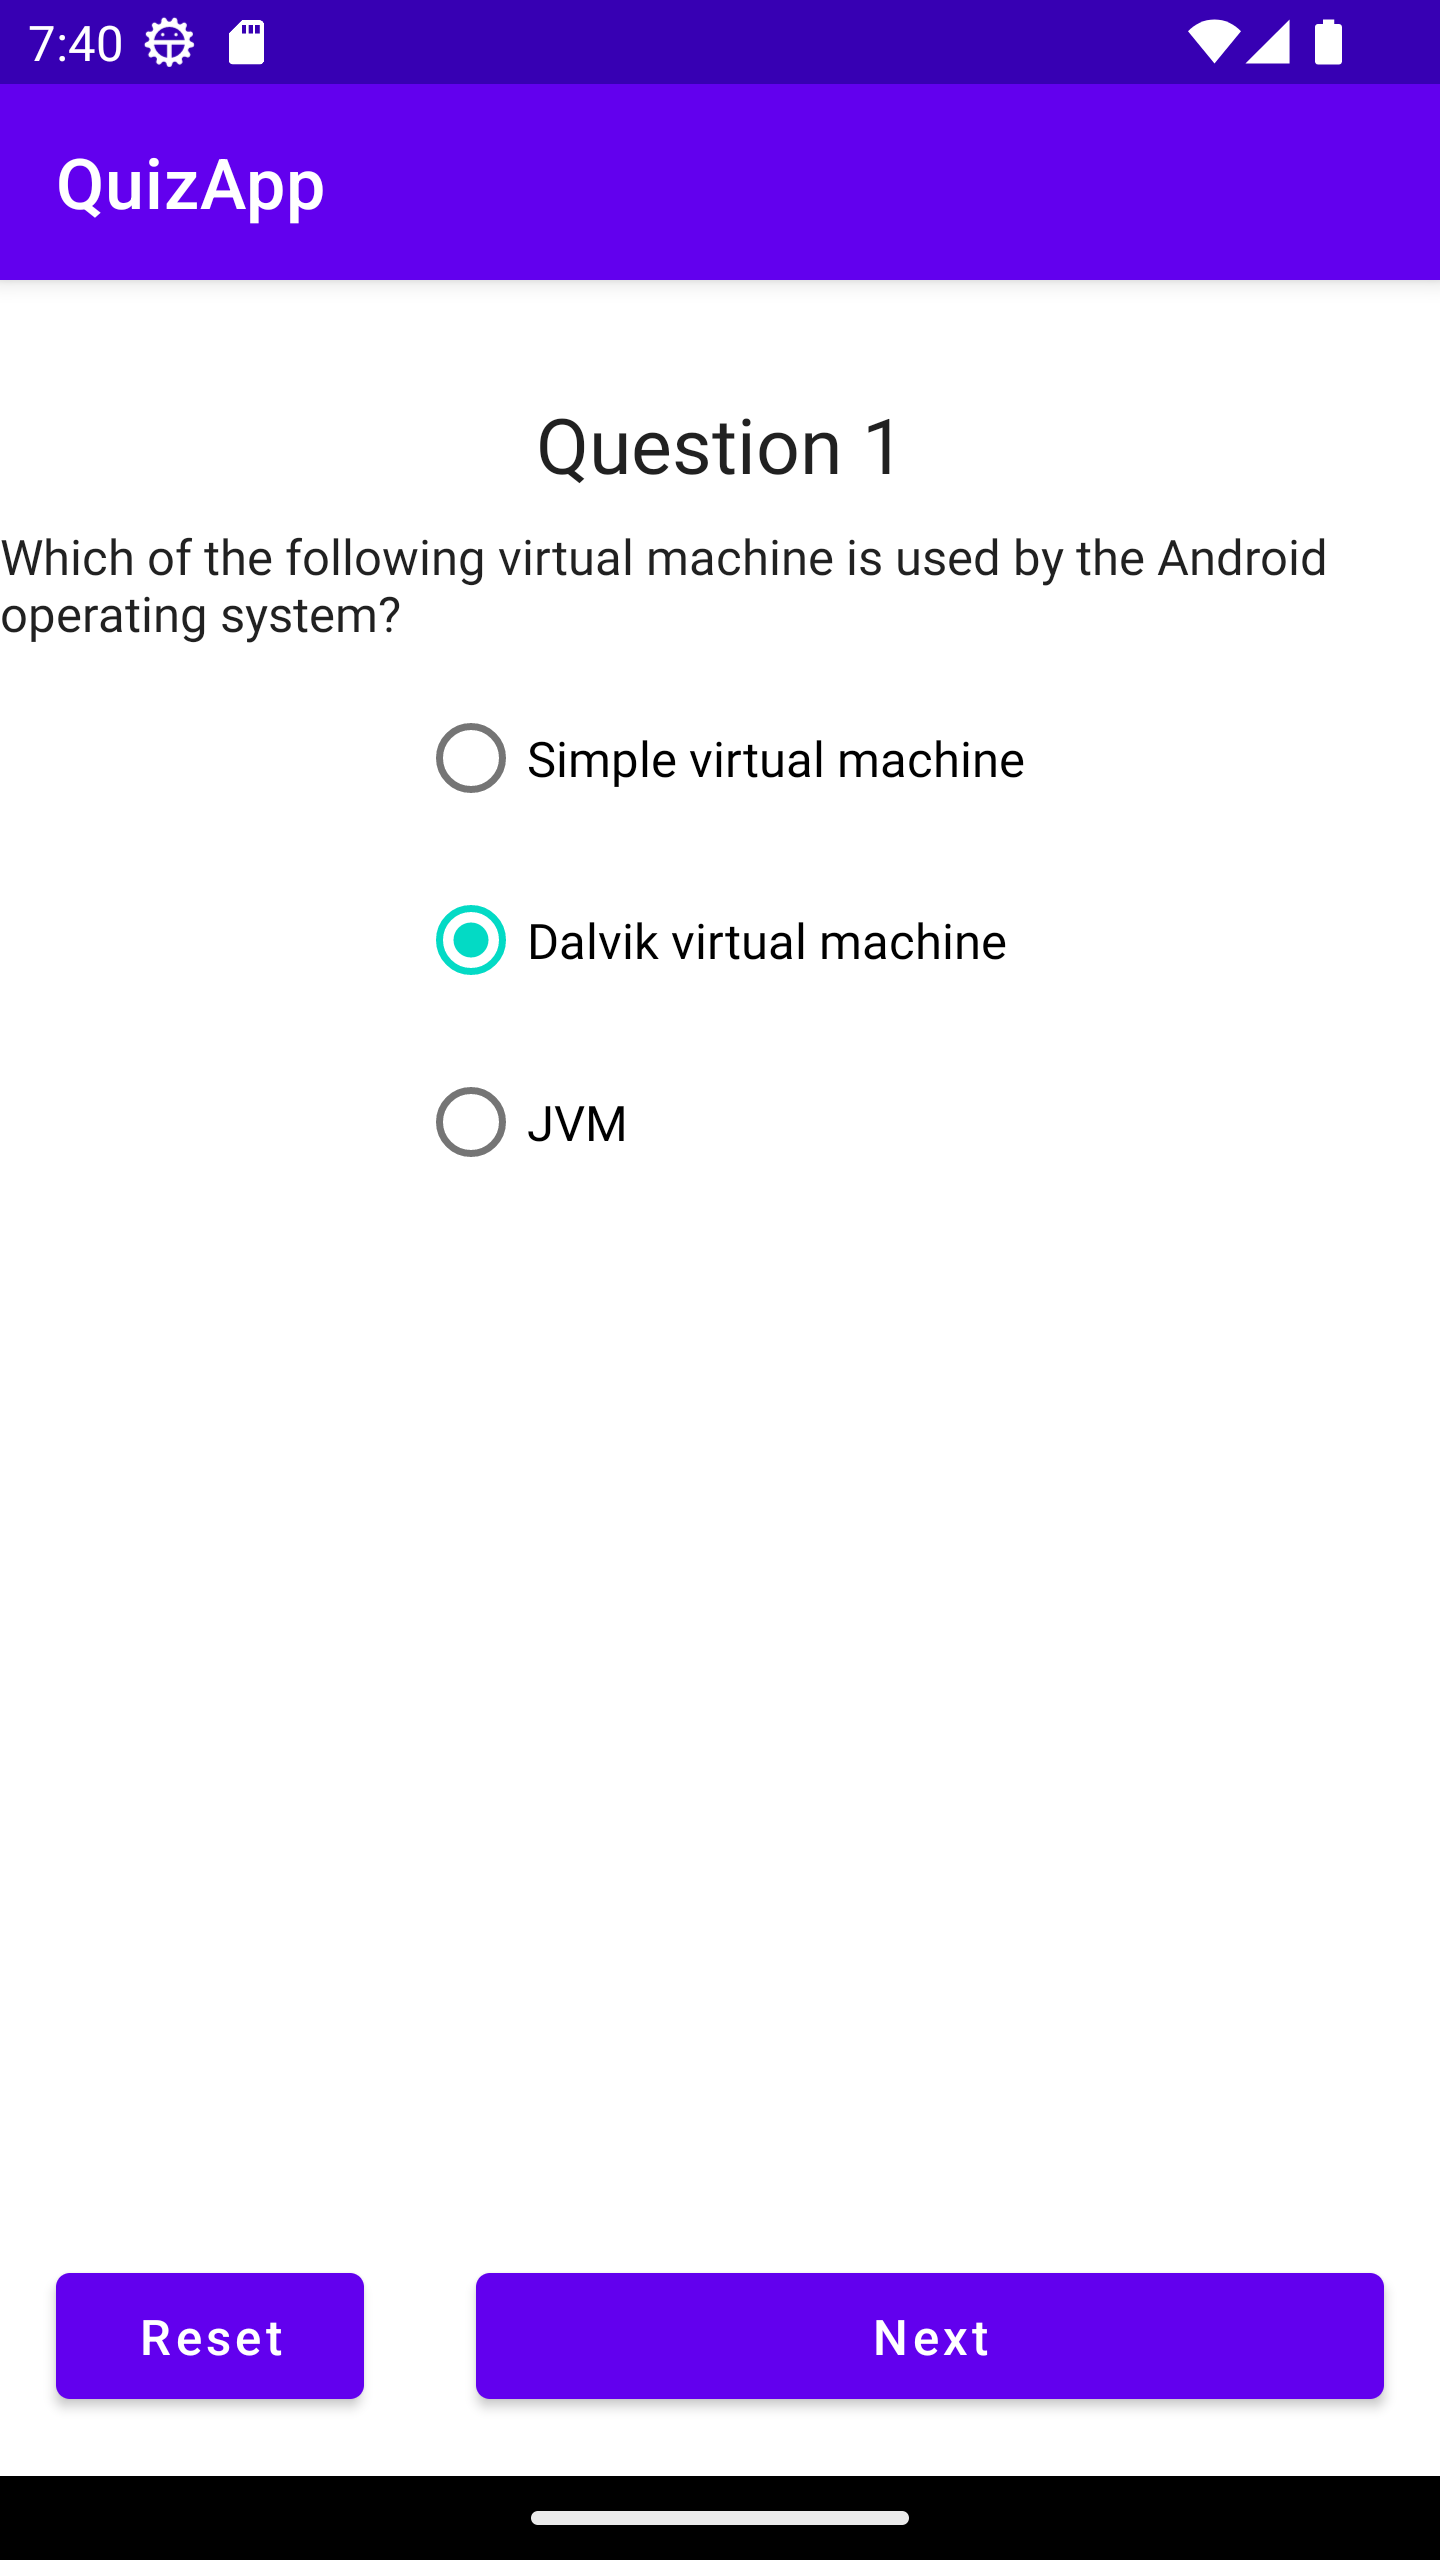 7:40
QuizApp
Question 1
Which of the following virtual machine is used by the Android
operating system?
Simple virtual machine
Dalvik virtual machine
JVM
Reset
Next